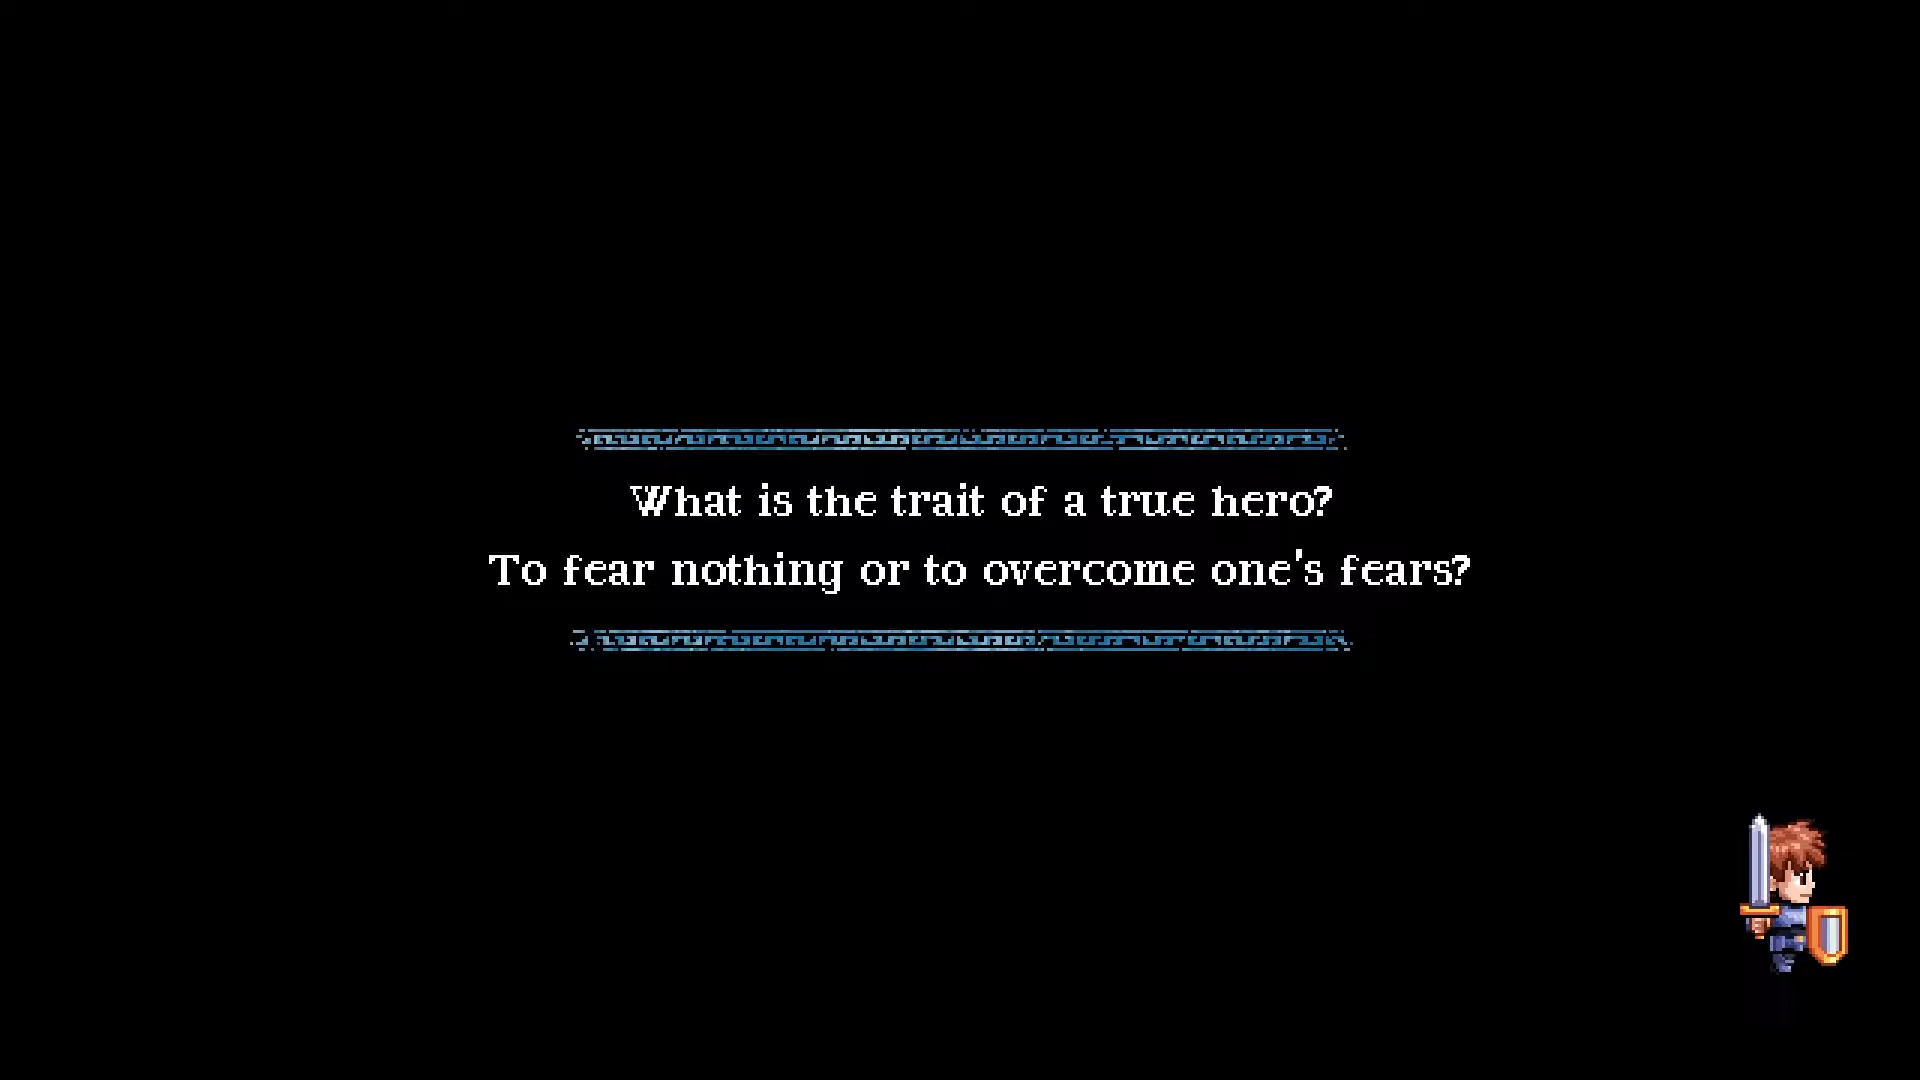 What is the trait of a true hero?
To fear nothing or to overcome one's fears?